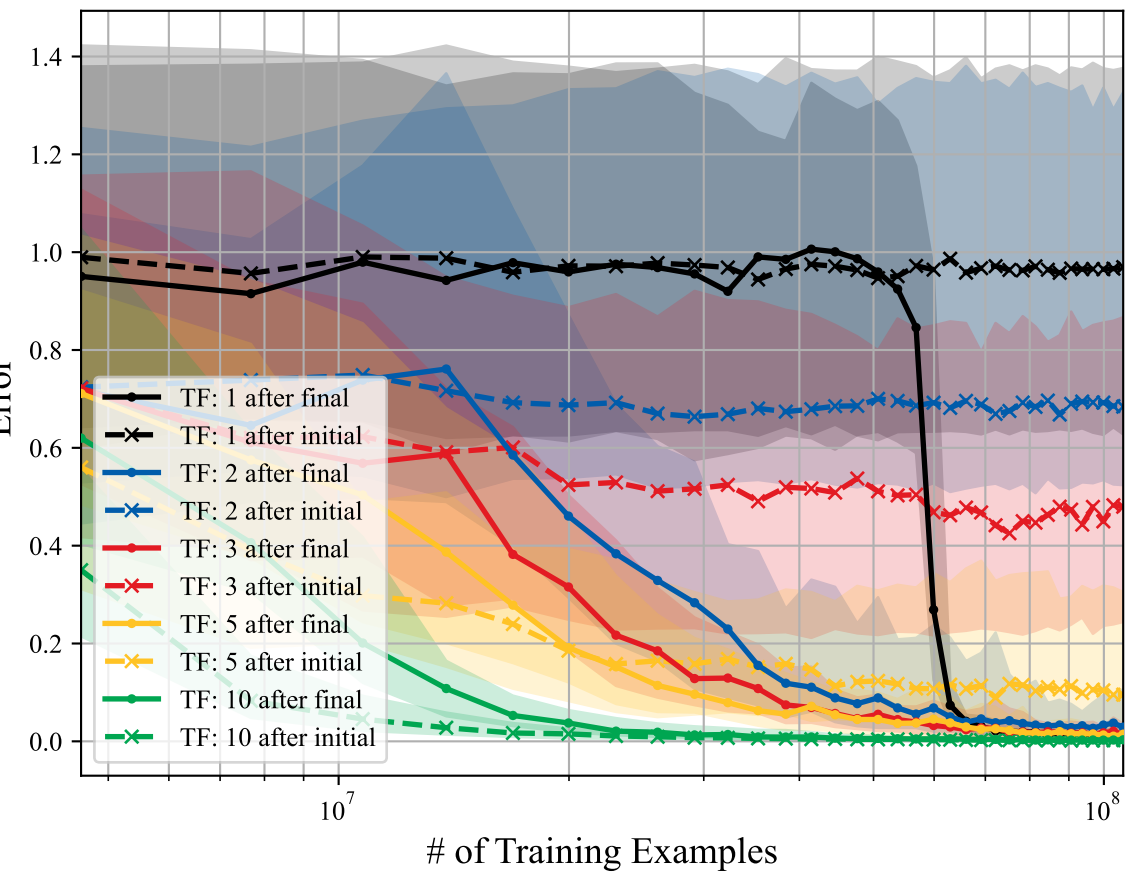 1.4
1.2
1.0
0.8
0.6
0.4
0.2
0.0
Error
TF: 1 after final
TF: 1 after initial
TF: 2 after final
TF: 2 after initial
TF: 3 after final
TF: 3 after initial
TF: 5 after final
TF: 5 after initial
TF: 10 after final
TF: 10 after initial
10⁷
10⁸
# of Training Examples